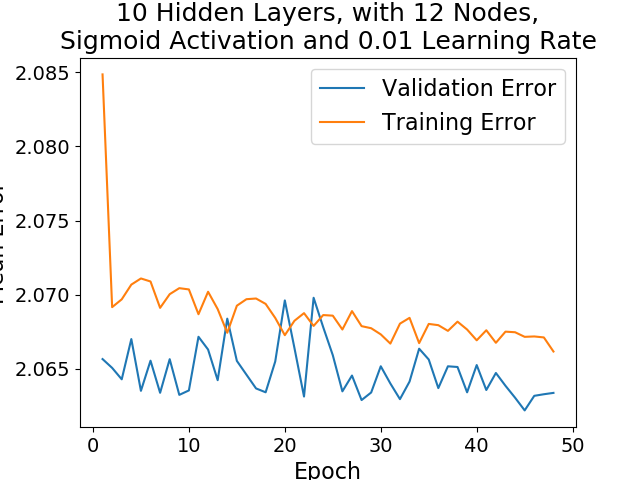 10 Hidden Layers, with 12 Nodes,
Sigmoid Activation and 0.01 Learning Rate
Validation Error
Training Error
2.085
2.080
2.075
2.070
2.065
0 10 20 30 40 50
Epoch